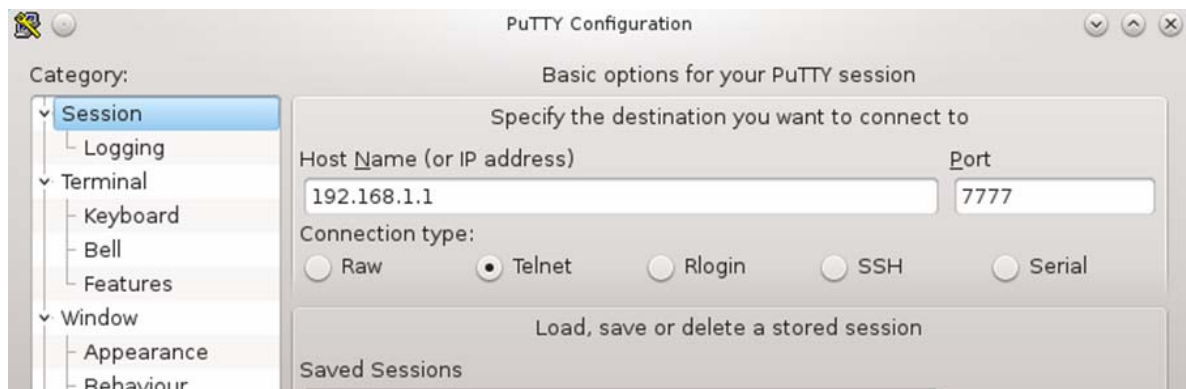 PuTTY Configuration
Category:
Session
Logging
Terminal
Keyboard
Bell
Features
Window
Appearance
Behaviour
Basic options for your PuTTY session
Specify the destination you want to connect to
Host Name (or IP address) Port
192.168.1.1 7777
Connection type:
Raw Telnet Rlogin SSH Serial
Load, save or delete a stored session
Saved Sessions